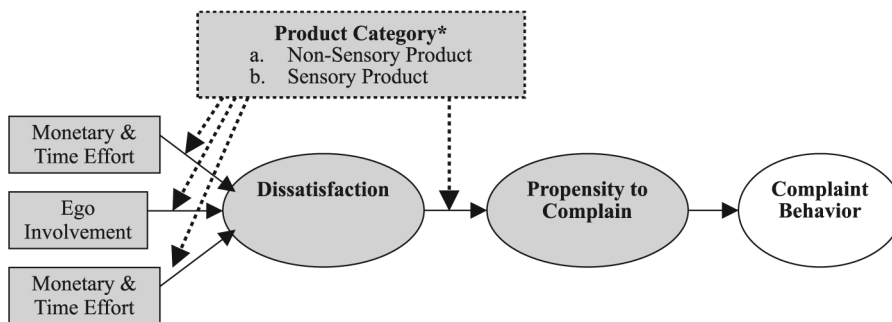 Product Category*
a. Non-Sensory Product
b. Sensory Product
Monetary &
Time Effort
Ego
Involvement
Monetary &
Time Effort
Dissatisfaction
Propensity to
Complain
Complaint
Behavior